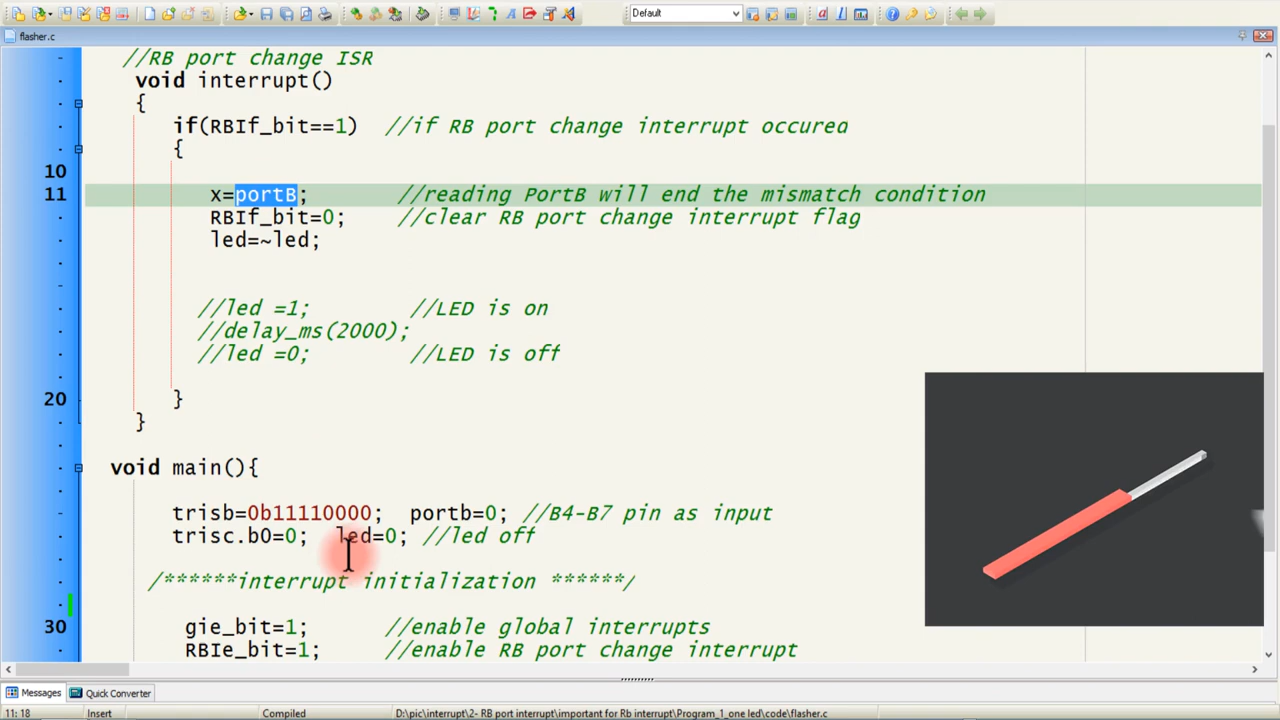 Default
flasher.c
//RB port change ISR
void interrupt()
{
if(RBIf_bit==1) //if RB port change interrupt occured
{
10
11 x=portB; //reading PortB will end the mismatch condition
RBIf_bit=0; //clear RB port change interrupt flag
led=~led;
//led =1; //LED is on
//delay_ms(2000);
//led =0; //LED is off
20 }
}
void main(){
trisb=0b11110000; portb=0; //B4-B7 pin as input
trisc.b0=0; led=0; //led off
/******interrupt initialization ******/
30 gie_bit=1; //enable global interrupts
RBIe_bit=1; //enable RB port change interrupt
Messages Quick Converter
11: 18 Insert Compiled D:\pic\interrupt\2- RB port interrupt\important for Rb interrupt\Program_1_one led\code\flasher.c